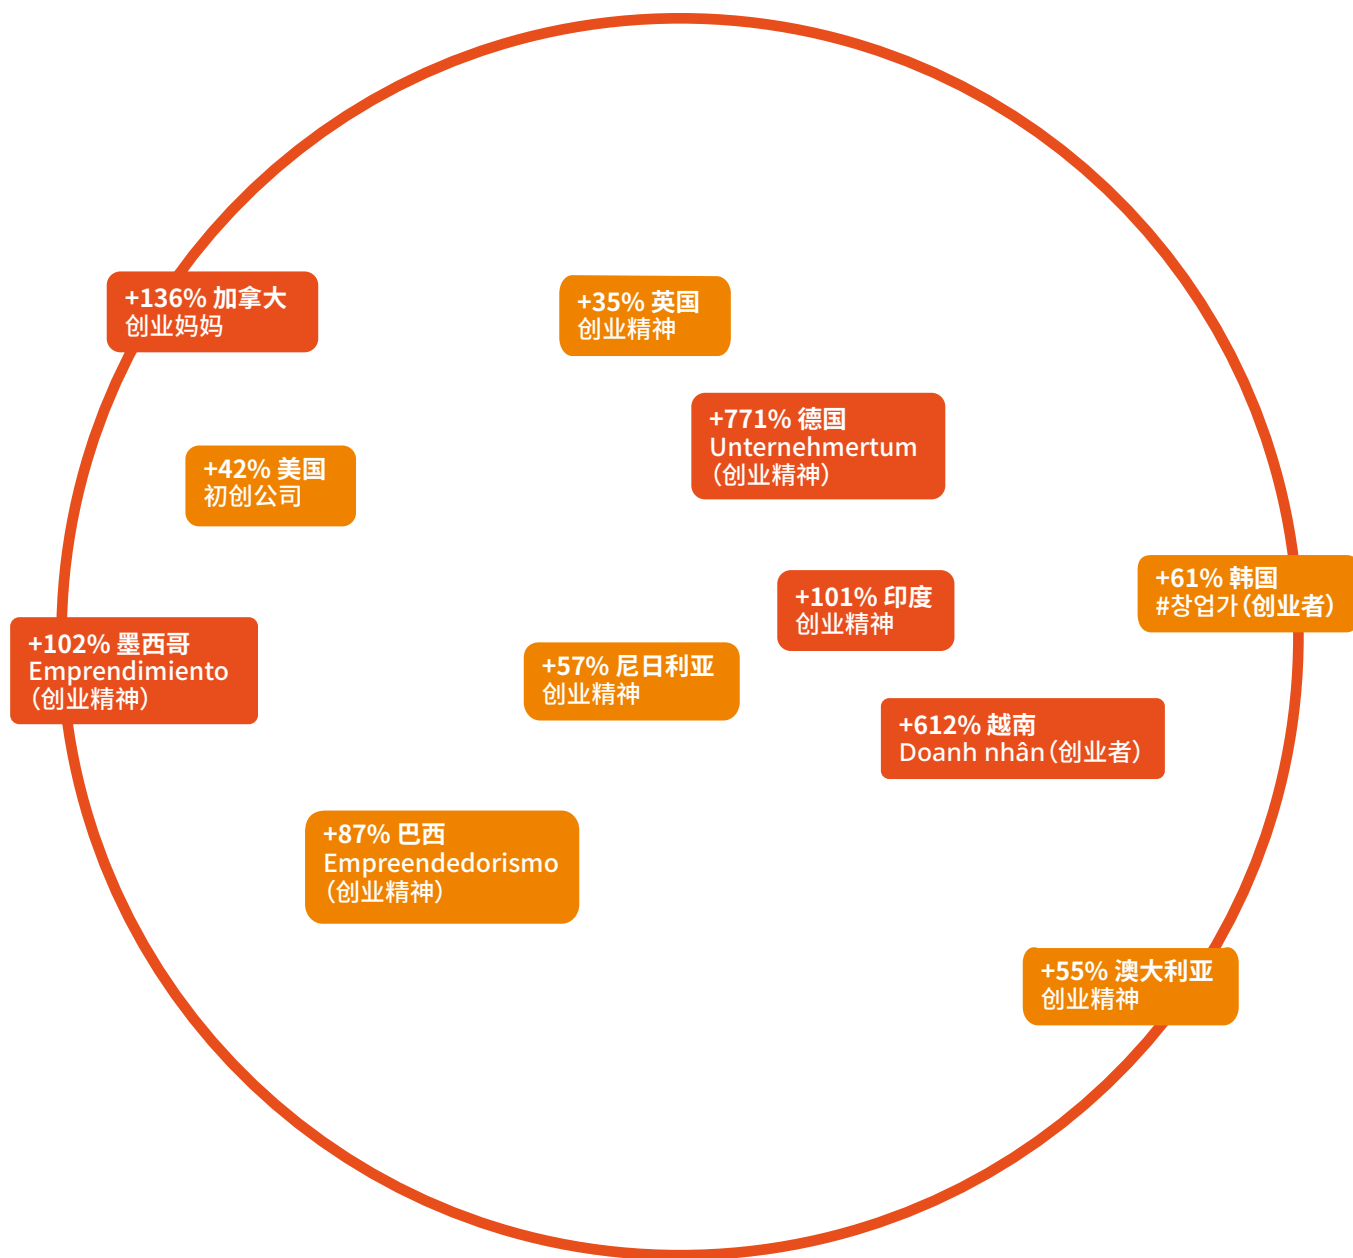 +136% 加拿大
创业妈妈
+35% 英国
创业精神
+771% 德国
Unternehmertum
（创业精神）
+42% 美国
初创公司
+61% 韩国
#창업가（创业者）
+101% 印度
创业精神
+102% 墨西哥
Emprendimiento
（创业精神）
+57% 尼日利亚
创业精神
+612% 越南
Doanh nhân（创业者）
+87% 巴西
Empreendedorismo
（创业精神）
+55% 澳大利亚
创业精神